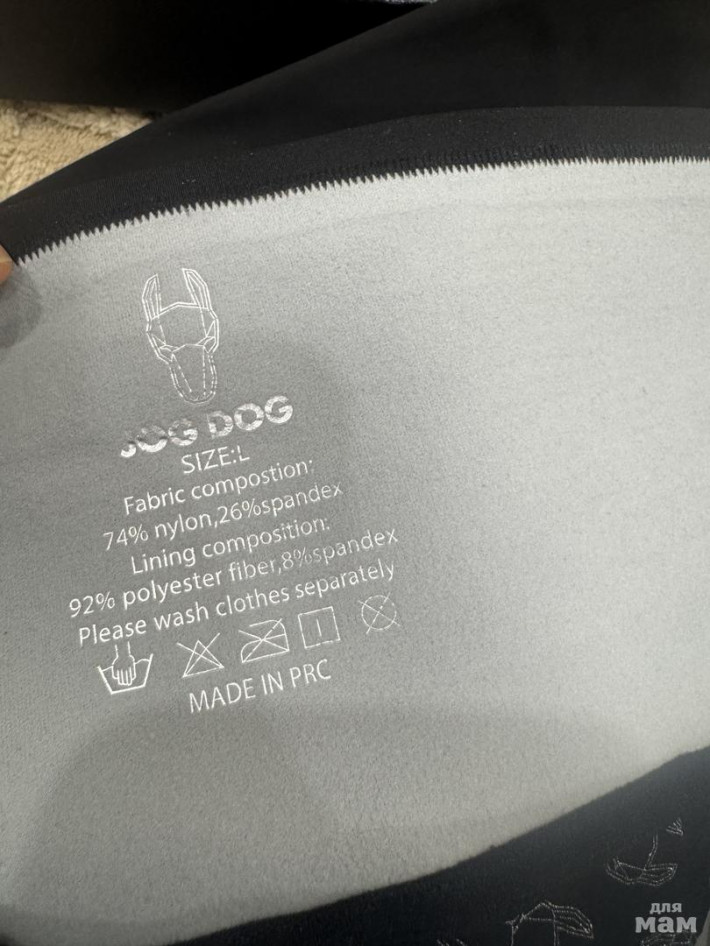 JOG DOG
SIZE:L
Fabric compostion:
74% nylon,26%spandex
Lining composition:
92% polyester fiber,8%spandex
Please wash clothes separately
MADE IN PRC
для
мам